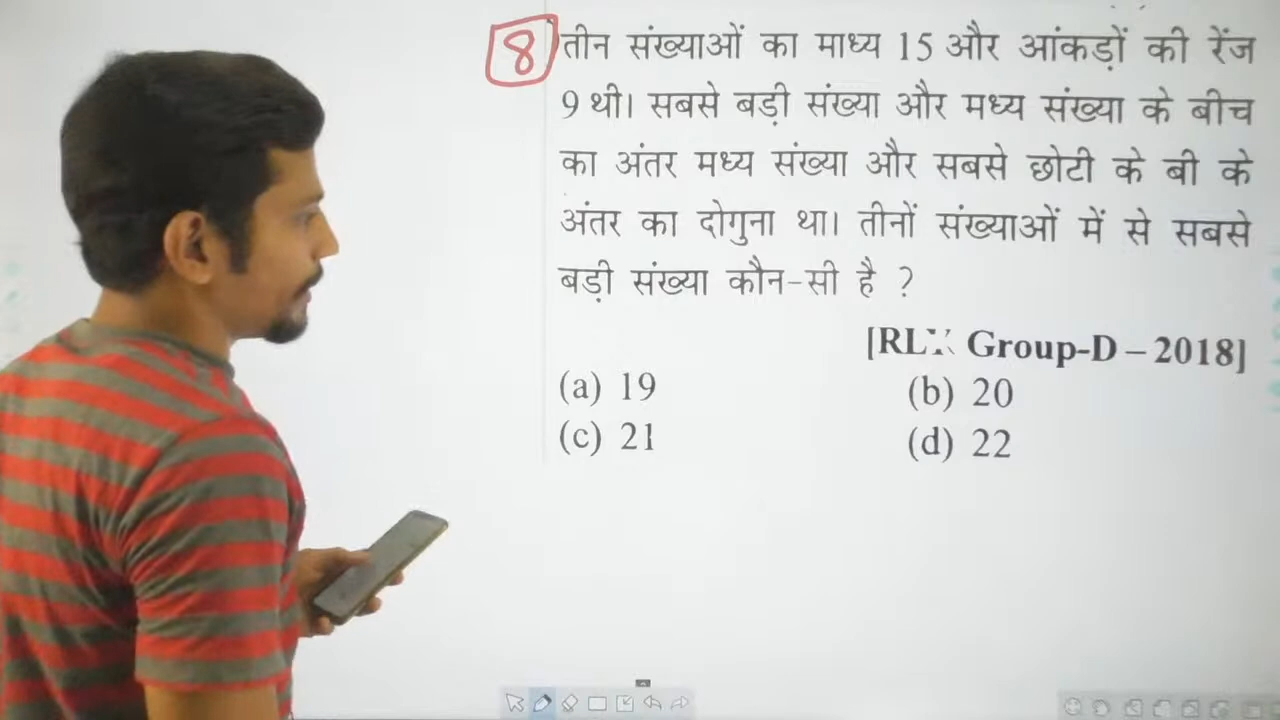 8 तीन संख्याओं का माध्य 15 और आंकड़ों की रेंज
9 थी। सबसे बड़ी संख्या और मध्य संख्या के बीच
का अंतर मध्य संख्या और सबसे छोटी के बी के
अंतर का दोगुना था। तीनों संख्याओं में से सबसे
बड़ी संख्या कौन-सी है ?
Group-D – 2018]
(a) 19 (b) 20
(c) 21 (d) 22